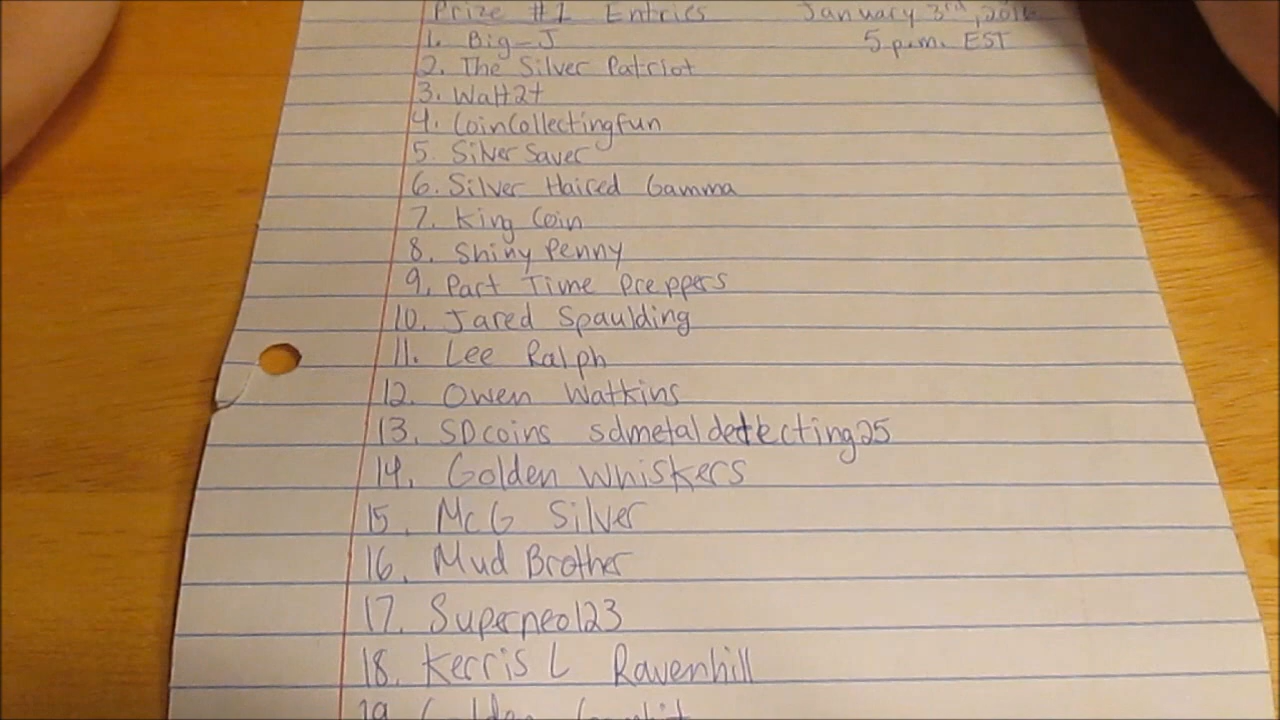 Prize #1 Entries January 3rd, 2016
5 p.m. EST
1. Big-J
2. The Silver Patriot
3. Watt2t
4. CoinCollectingfun
5. Silver Saver
6. Silver Haired Gamma
7. King Coin
8. Shiny Penny
9. Part Time Preppers
10. Jared Spaulding
11. Lee Ralph
12. Owen Watkins
13. SDcoins sdmetaldetecting25
14. Golden Whiskers
15. McG Silver
16. Mud Brother
17. Superneo123
18. Kerris L Ravenhill
19. Golden